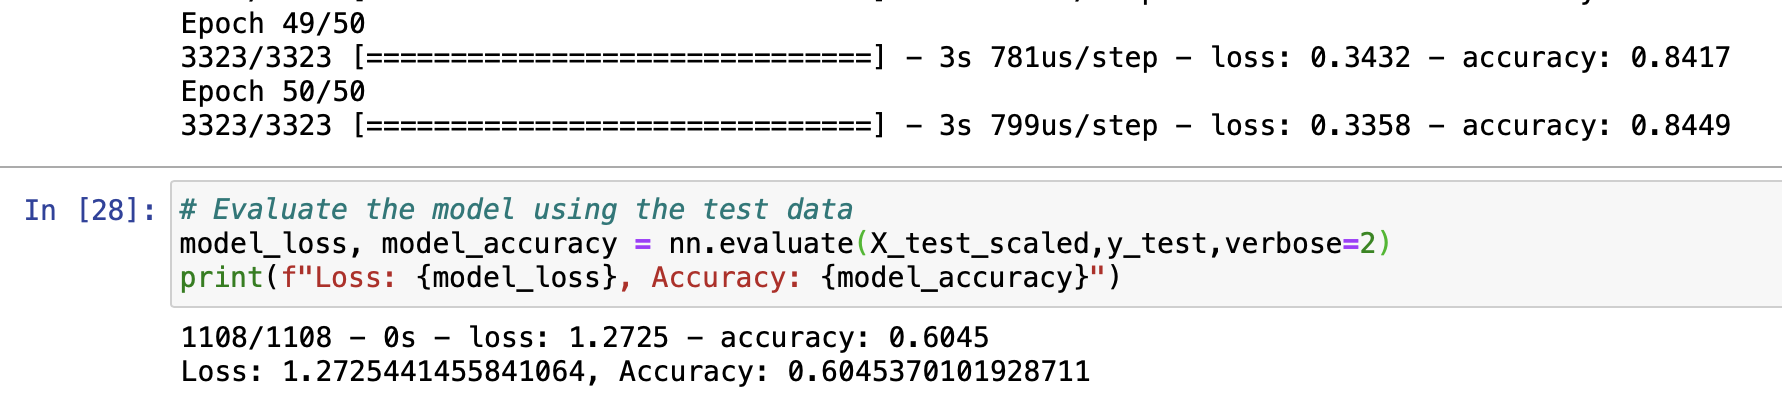 Epoch 49/50
3323/3323 [==============================] - 3s 781us/step - loss: 0.3432 - accuracy: 0.8417
Epoch 50/50
3323/3323 [==============================] - 3s 799us/step - loss: 0.3358 - accuracy: 0.8449
In [28]: # Evaluate the model using the test data
model_loss, model_accuracy = nn.evaluate(X_test_scaled,y_test,verbose=2)
print(f"Loss: {model_loss}, Accuracy: {model_accuracy}")
1108/1108 - 0s - loss: 1.2725 - accuracy: 0.6045
Loss: 1.2725441455841064, Accuracy: 0.6045370101928711